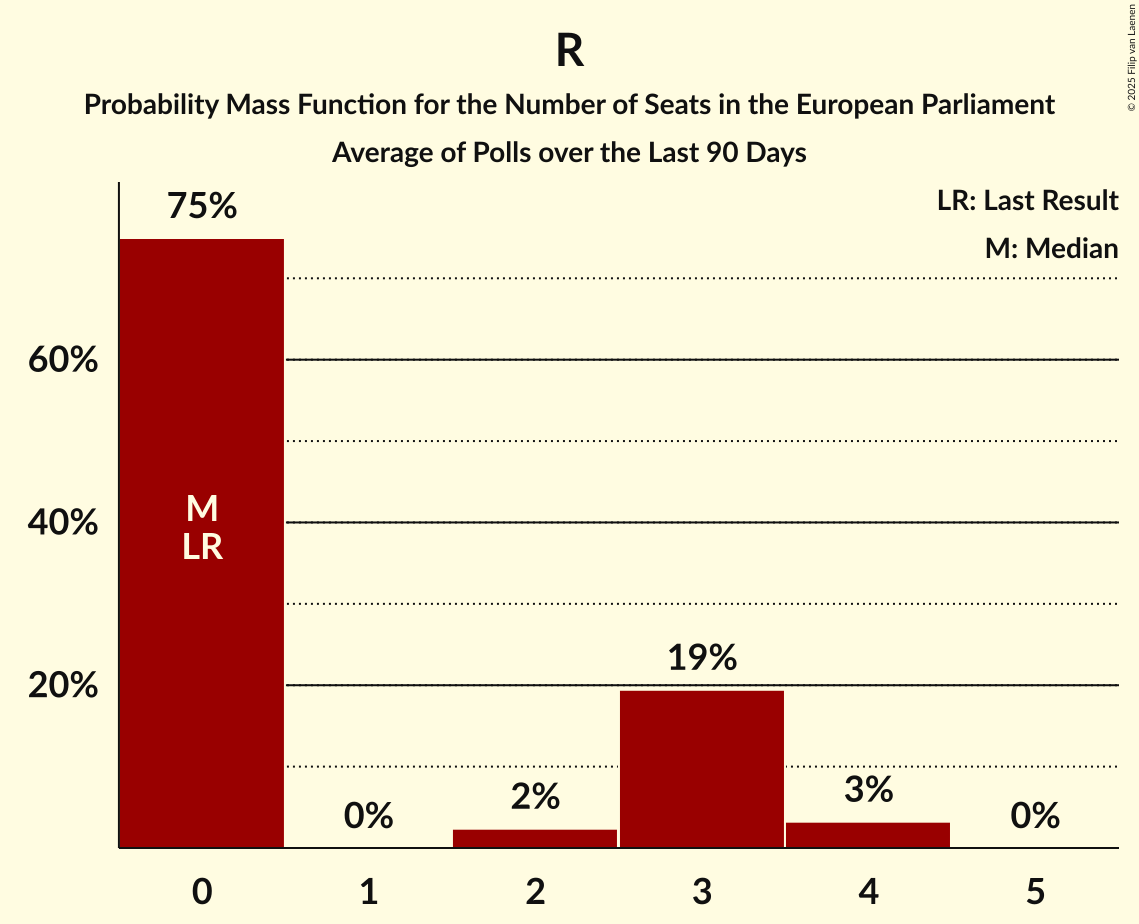 R
Probability Mass Function for the Number of Seats in the European Parliament
Average of Polls over the Last 90 Days
© 2025 Filip van Laenen
LR: Last Result
M: Median
75%
60%
40%
20%
M
LR
0%
2%
19%
3%
0%
0
1
2
3
4
5